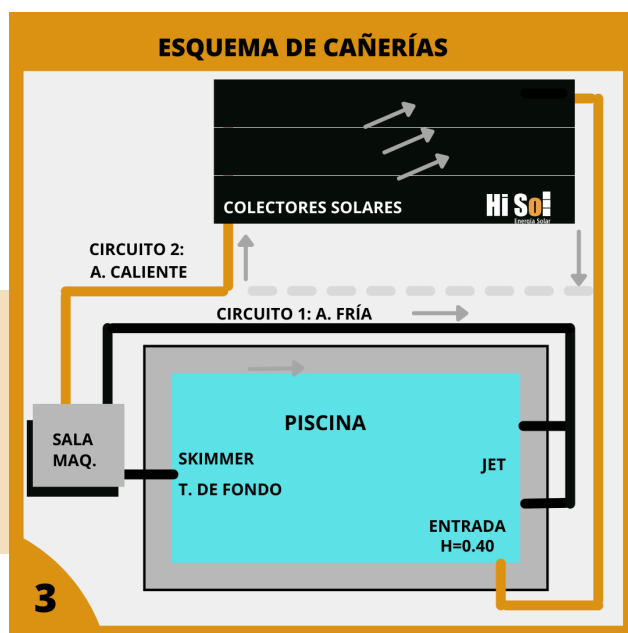 ESQUEMA DE CAÑERÍAS
COLECTORES SOLARES
Hi Sol!
Energía Solar
CIRCUITO 2:
A. CALIENTE
CIRCUITO 1: A. FRÍA
PISCINA
SALA
MAQ.
SKIMMER
T. DE FONDO
JET
ENTRADA
H=0.40
3